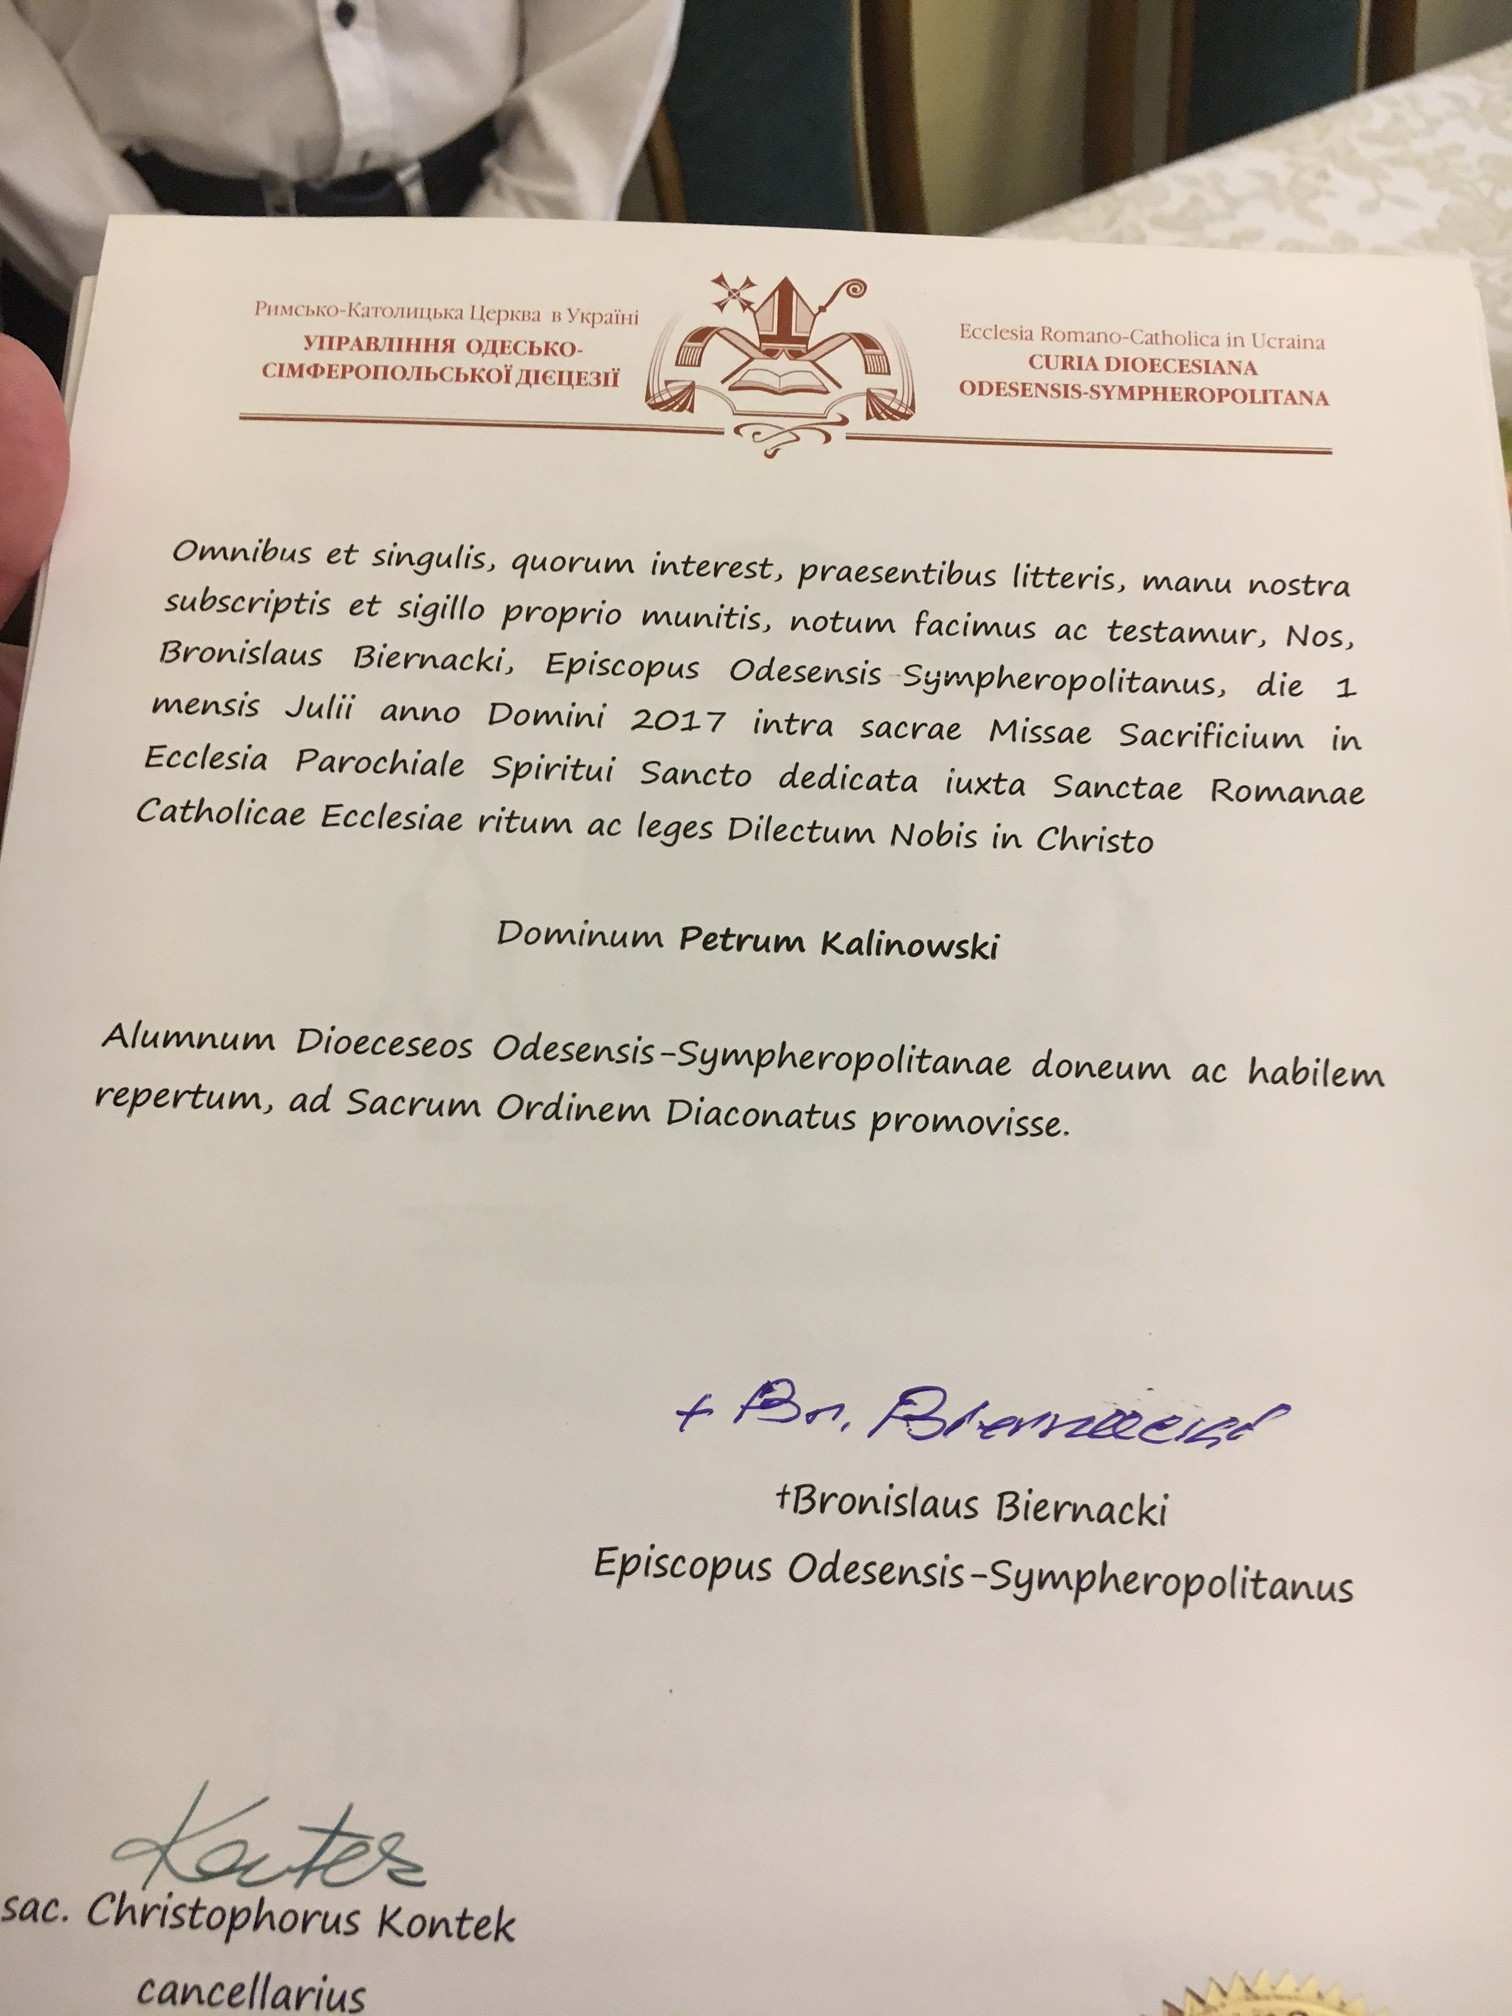 Римсько-Католицька Церква в Україні
УПРАВЛІННЯ ОДЕСЬКО-
СІМФЕРОПОЛЬСЬКОЇ ДІЄЦЕЗІЇ
Ecclesia Romano-Catholica in Ucraina
CURIA DIOECESIANA
ODESENSIS-SYMPHEROPOLITANA
Omnibus et singulis, quorum interest, praesentibus litteris, manu nostra
subscriptis et sigillo proprio munitis, notum facimus ac testamur, Nos,
Bronislaus Biernacki, Episcopus Odesensis-Sympheropolitanus, die 1
mensis Julii anno Domini 2017 intra sacrae Missae Sacrificium in
Ecclesia Parochiale Spiritui Sancto dedicata iuxta Sanctae Romanae
Catholicae Ecclesiae ritum ac leges Dilectum Nobis in Christo
Dominum Petrum Kalinowski
Alumnum Dioeceseos Odesensis-Sympheropolitanae doneum ac habilem
repertum, ad Sacrum Ordinem Diaconatus promovisse.
+ Br. Biernacki
†Bronislaus Biernacki
Episcopus Odesensis-Sympheropolitanus
Kontek
sac. Christophorus Kontek
cancellarius